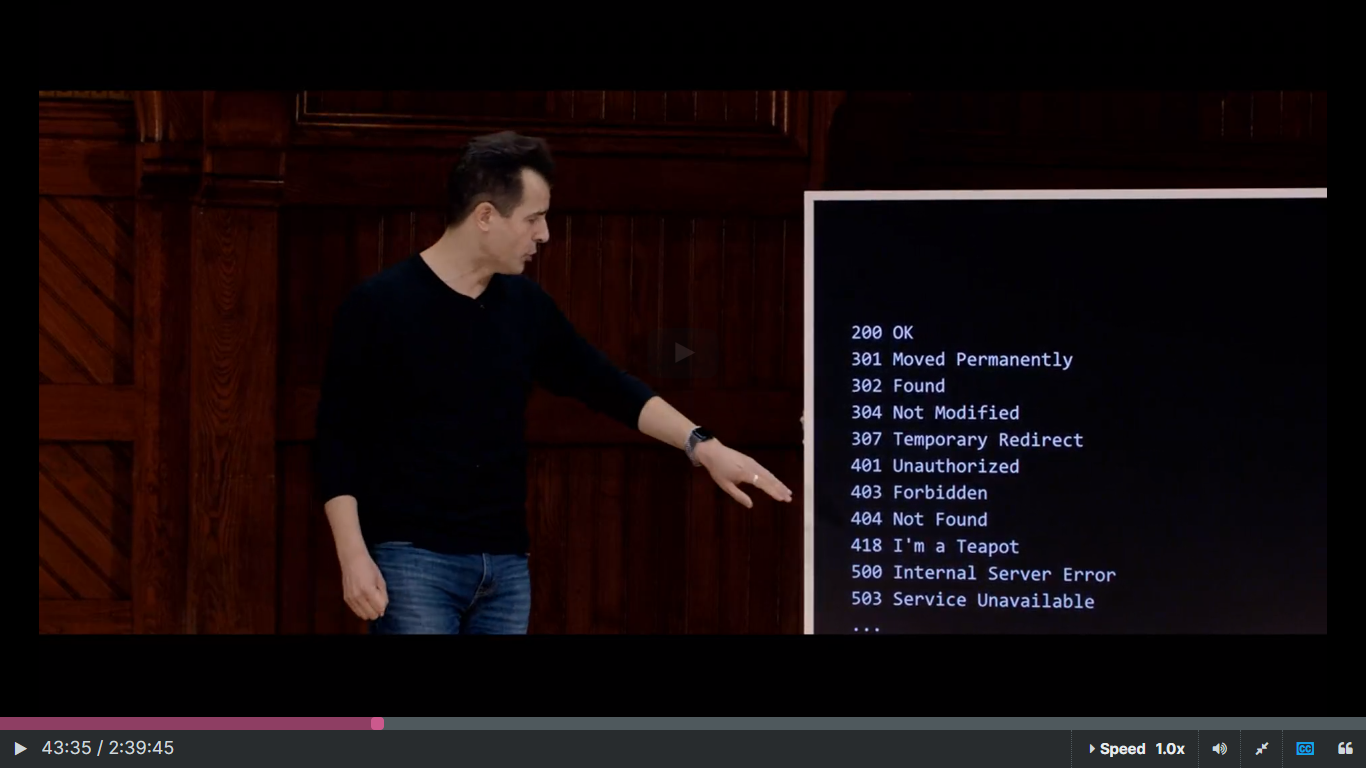 200 OK
301 Moved Permanently
302 Found
304 Not Modified
307 Temporary Redirect
401 Unauthorized
403 Forbidden
404 Not Found
418 I'm a Teapot
500 Internal Server Error
503 Service Unavailable
...
43:35 / 2:39:45
Speed 1.0x
CC